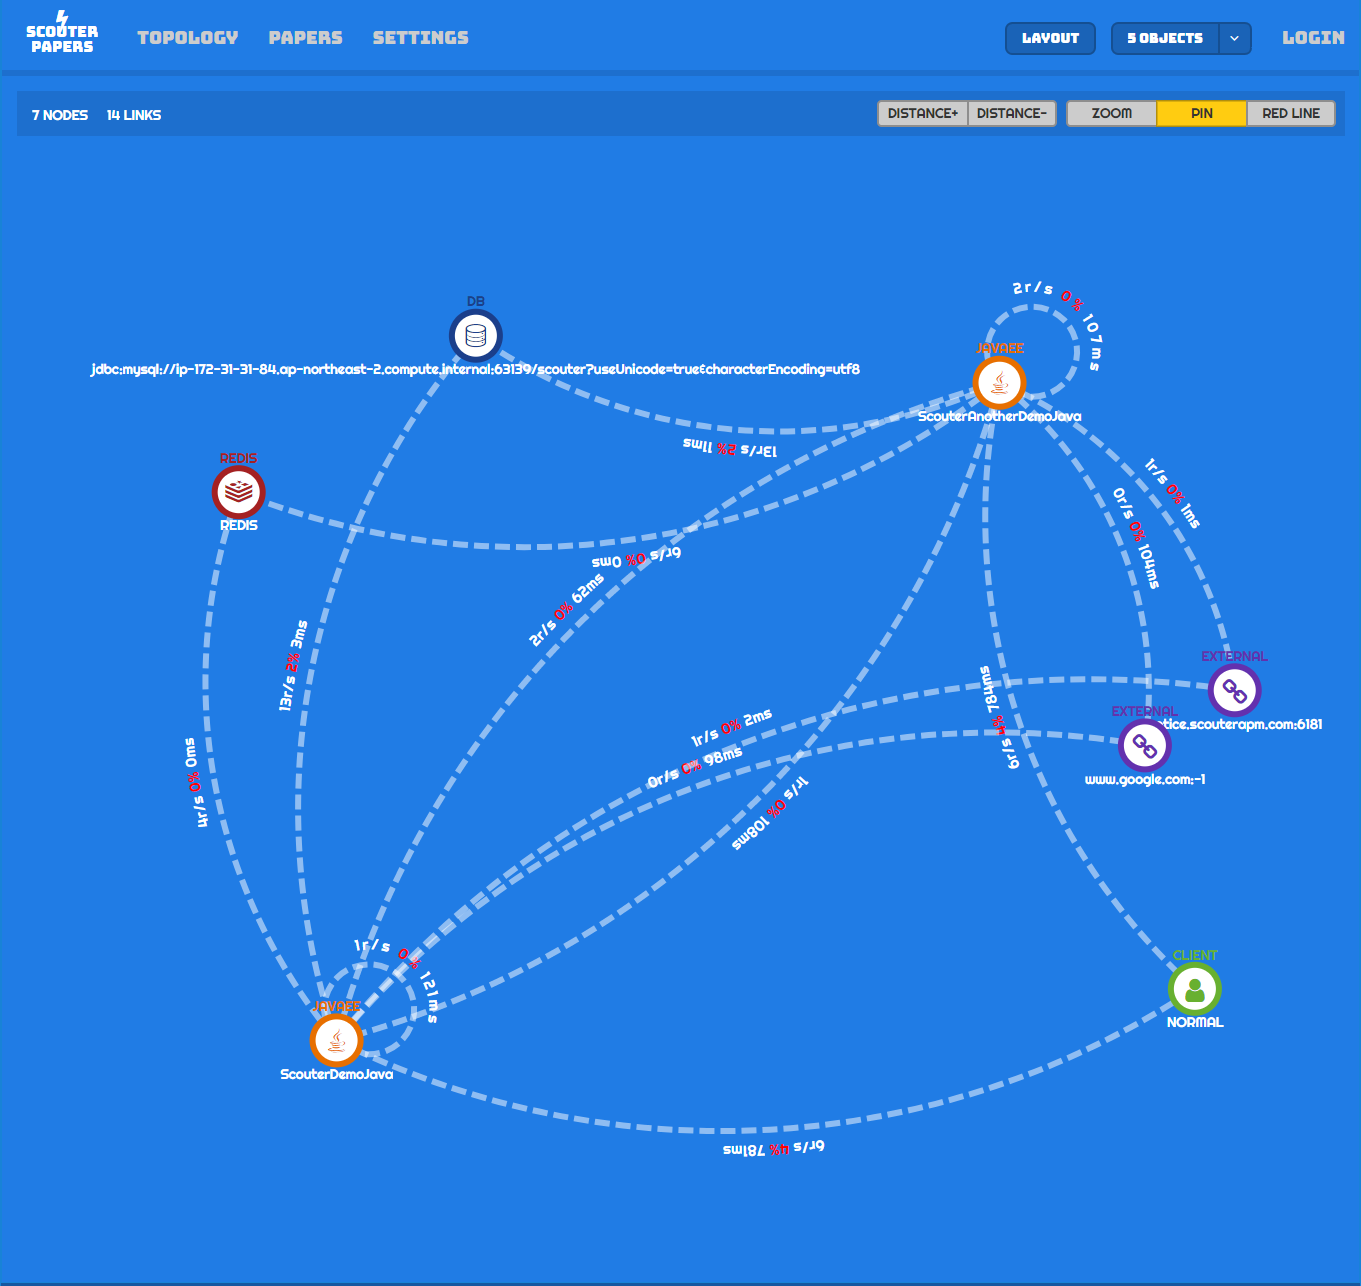 SCOUTER
PAPERS
TOPOLOGY PAPERS SETTINGS
LAYOUT
5 OBJECTS
LOGIN
7 NODES 14 LINKS
DISTANCE+ DISTANCE-
ZOOM PIN RED LINE
2r/s 0% 107ms
DB
jdbc:mysql://ip-172-31-31-84.ap-northeast-2.compute.internal:63139/scouter?useUnicode=true&characterEncoding=utf8
JAVAEE
ScouterAnotherDemoJava
13r/s 2% 11ms
REDIS
REDIS
1r/s 0% 1ms
0r/s 0% 104ms
6r/s 0% 0ms
2r/s 0% 62ms
13r/s 2% 3ms
EXTERNAL
tice.scouterapm.com:6181
6r/s 4% 784ms
EXTERNAL
www.google.com:-1
1r/s 0% 2ms
0r/s 0% 98ms
4r/s 0% 0ms
1r/s 0% 108ms
1r/s 0% 121ms
CLIENT
NORMAL
JAVAEE
ScouterDemoJava
6r/s 4% 781ms